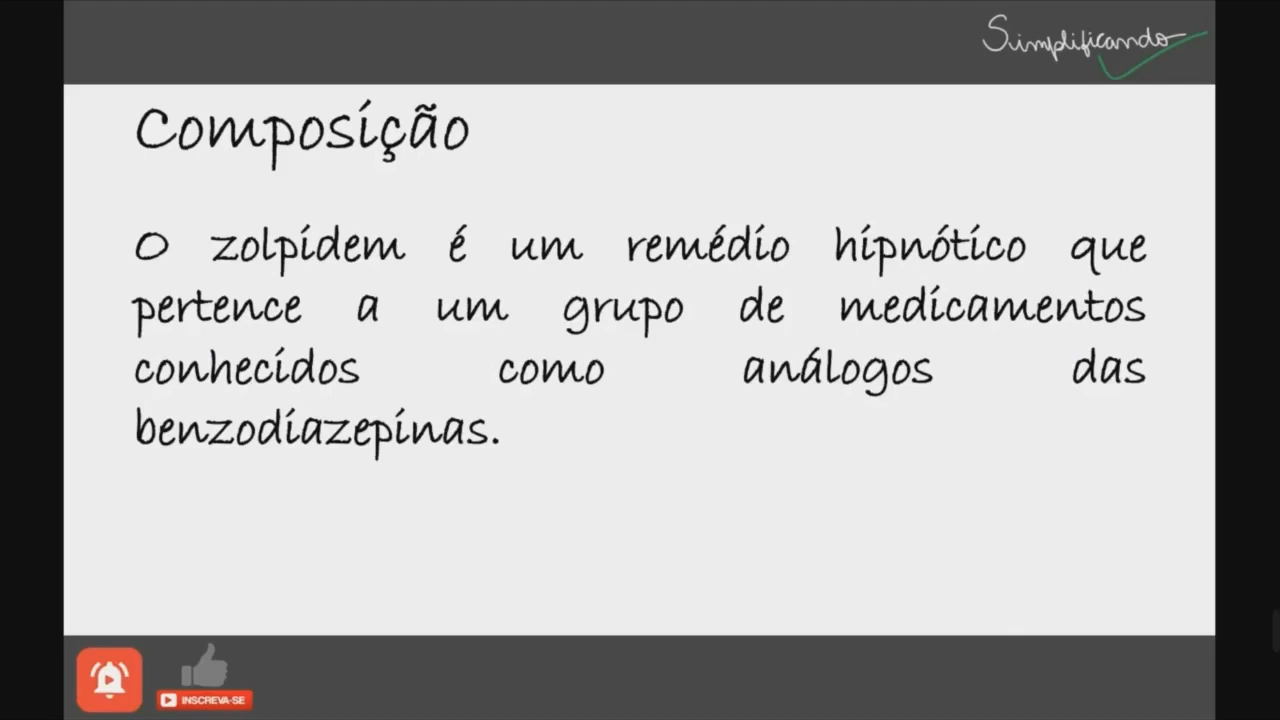 Simplificando
Composição
O zolpidem é um remédio hipnótico que
pertence a um grupo de medicamentos
conhecidos como análogos das
benzodiazepinas.
INSCREVA-SE